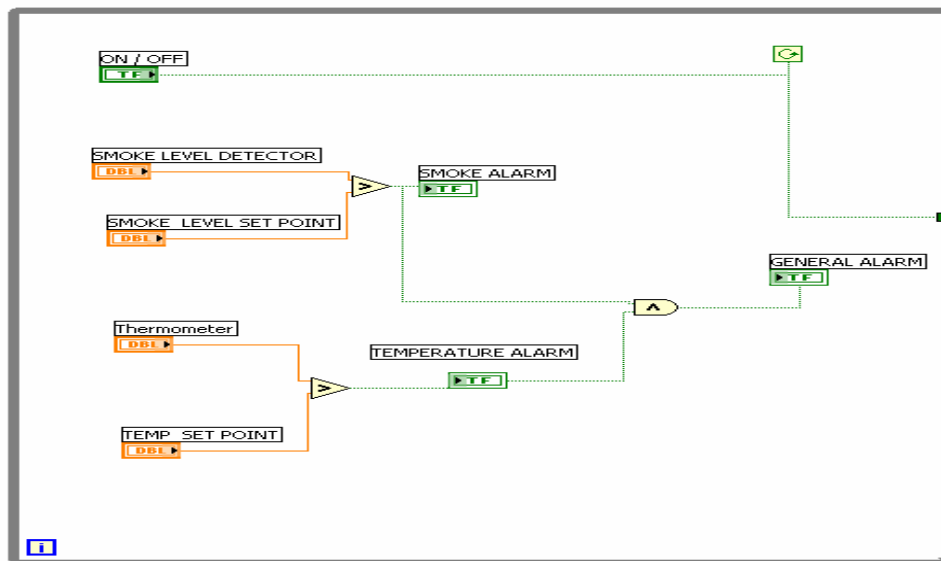 ON / OFF
TF
SMOKE LEVEL DETECTOR
DBL
>
SMOKE ALARM
TF
SMOKE LEVEL SET POINT
DBL
GENERAL ALARM
TF
Thermometer
DBL
TEMPERATURE ALARM
TF
>
TEMP SET POINT
DBL
i